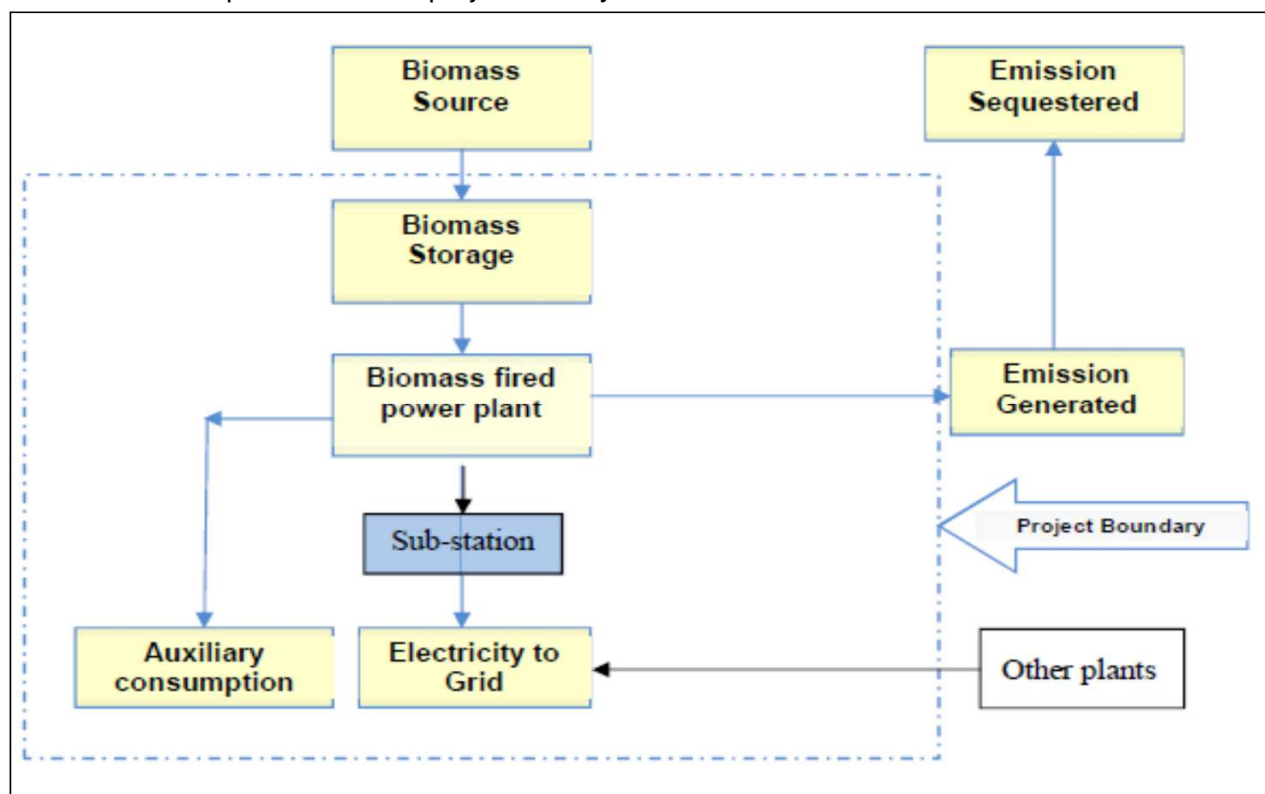 Biomass
Source
Emission
Sequestered
Biomass
Storage
Biomass fired
power plant
Emission
Generated
Sub-station
Project Boundary
Auxiliary
consumption
Electricity to
Grid
Other plants